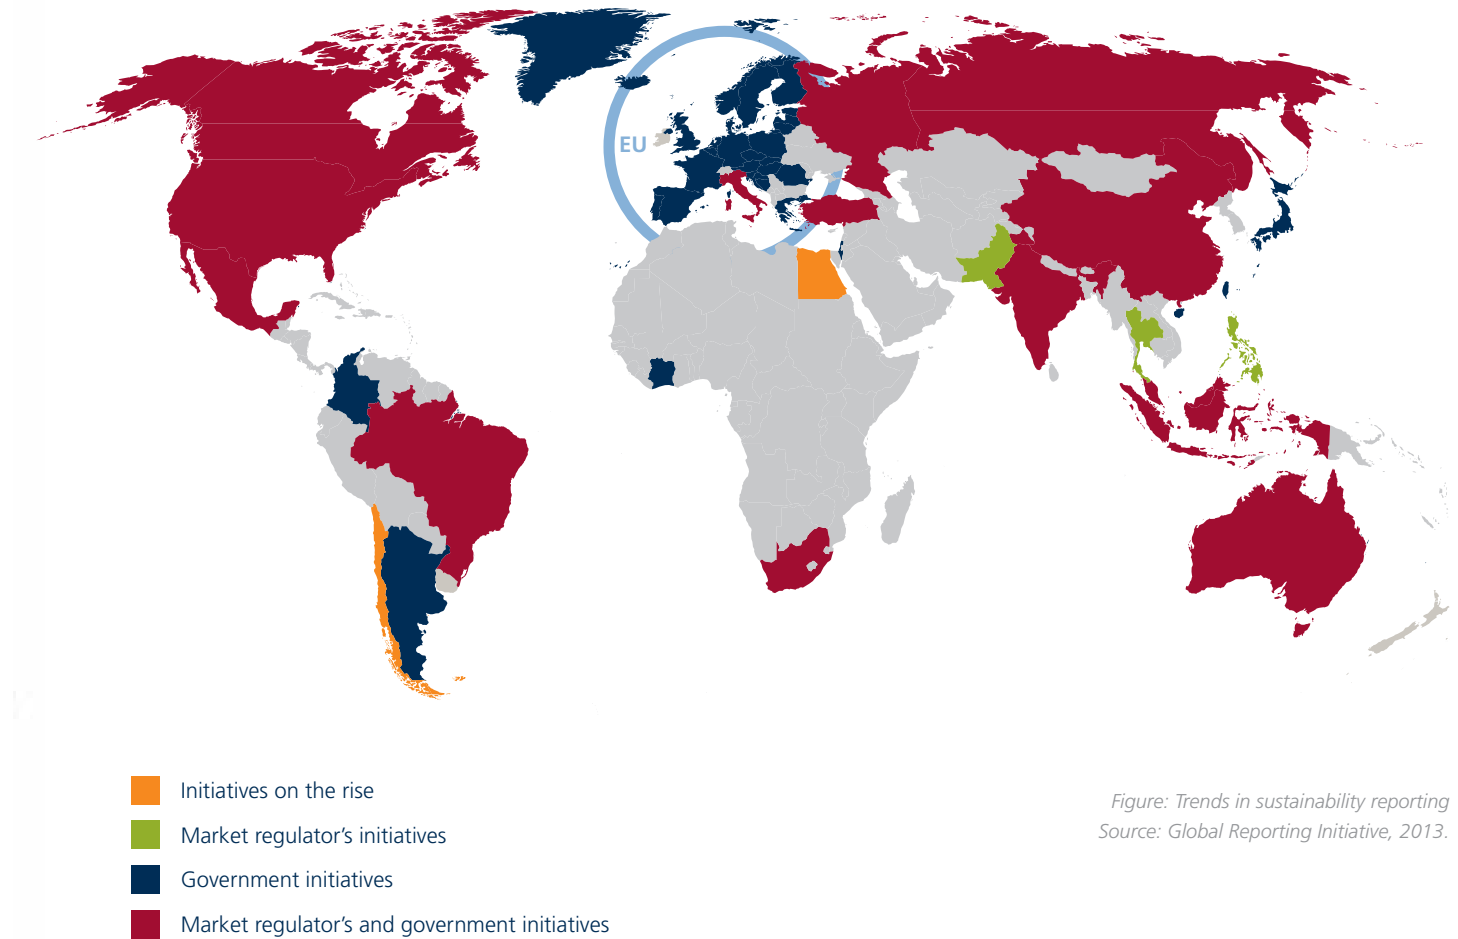 EU
Initiatives on the rise
Market regulator's initiatives
Government initiatives
Market regulator's and government initiatives
Figure: Trends in sustainability reporting
Source: Global Reporting Initiative, 2013.